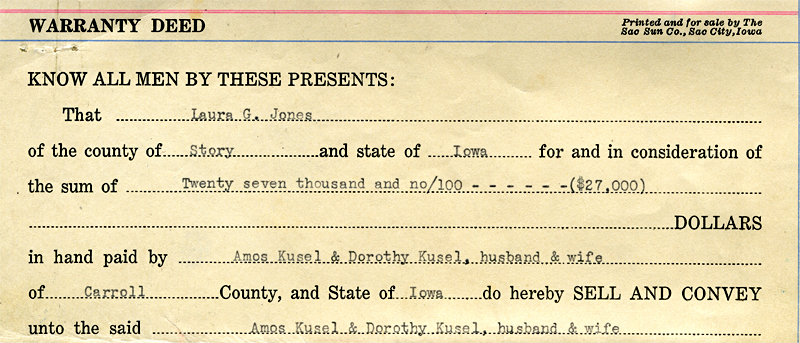 WARRANTY DEED
Printed and for sale by The
Sac Sun Co., Sac City, Iowa
KNOW ALL MEN BY THESE PRESENTS:
That Laura G. Jones
of the county of Story and state of Iowa for and in consideration of
the sum of Twenty seven thousand and no/100 - - - - - -($27,000)
DOLLARS
in hand paid by Amos Kusel & Dorothy Kusel, husband & wife
of Carroll County, and State of Iowa do hereby SELL AND CONVEY
unto the said Amos Kusel & Dorothy Kusel, husband & wife